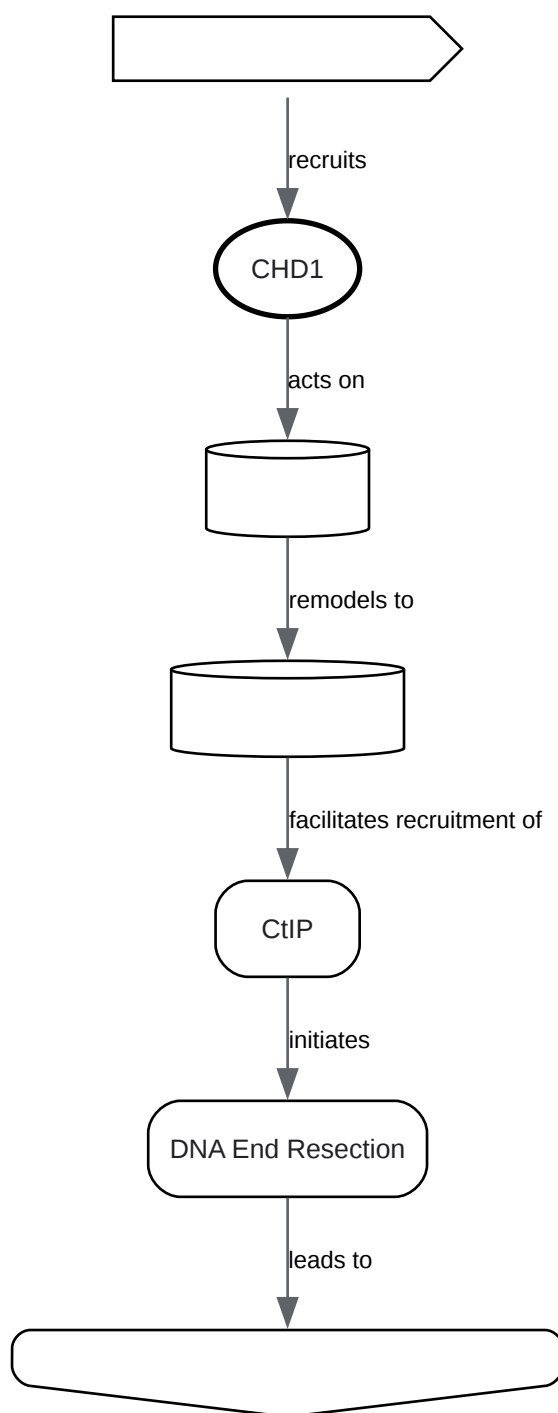 recruits
CHD1
acts on
remodels to
facilitates recruitment of
CtIP
initiates
DNA End Resection
leads to